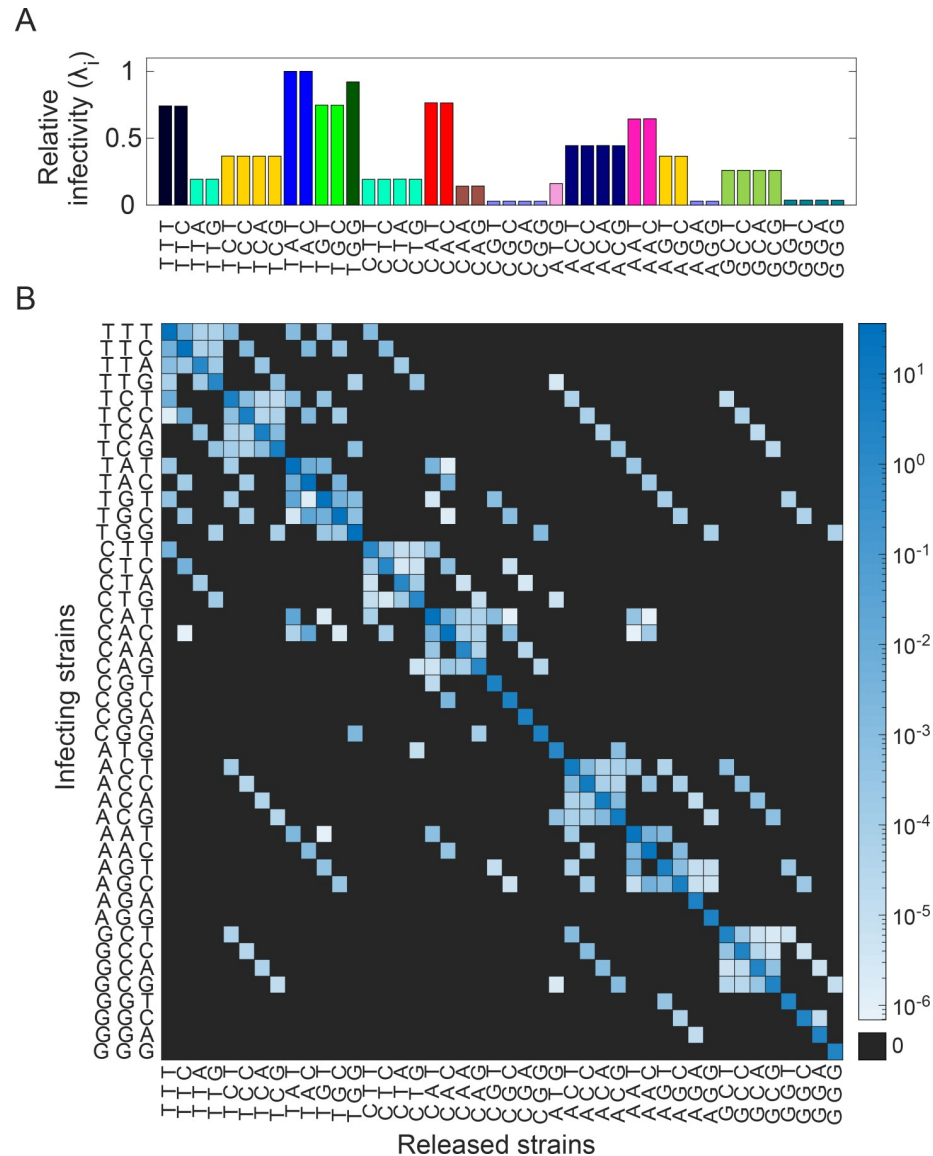 A
Relative
infectivity (λi)
1
0.5
0
T T T
T T C
T T A
T T G
T C T
T C C
T C A
T C G
T A T
T A C
T G T
T G C
T G G
C T T
C T C
C T A
C T G
C A T
C A C
C A A
C A G
C G T
C G C
C G A
C G G
A T G
A C T
A C C
A C A
A C G
A A T
A A C
A G T
A G C
A G A
A G G
G C T
G C C
G C A
G C G
G G T
G G C
G G A
G G G
B
Infecting strains
T T T
T T C
T T A
T T G
T C T
T C C
T C A
T C G
T A T
T A C
T G T
T G C
T G G
C T T
C T C
C T A
C T G
C A T
C A C
C A A
C A G
C G T
C G C
C G A
C G G
A T G
A C T
A C C
A C A
A C G
A A T
A A C
A G T
A G C
A G A
A G G
G C T
G C C
G C A
G C G
G G T
G G C
G G A
G G G
10^1
10^0
10^-1
10^-2
10^-3
10^-4
10^-5
10^-6
0
T T T
T T C
T T A
T T G
T C T
T C C
T C A
T C G
T A T
T A C
T G T
T G C
T G G
C T T
C T C
C T A
C T G
C A T
C A C
C A A
C A G
C G T
C G C
C G A
C G G
A T G
A C T
A C C
A C A
A C G
A A T
A A C
A G T
A G C
A G A
A G G
G C T
G C C
G C A
G C G
G G T
G G C
G G A
G G G
Released strains